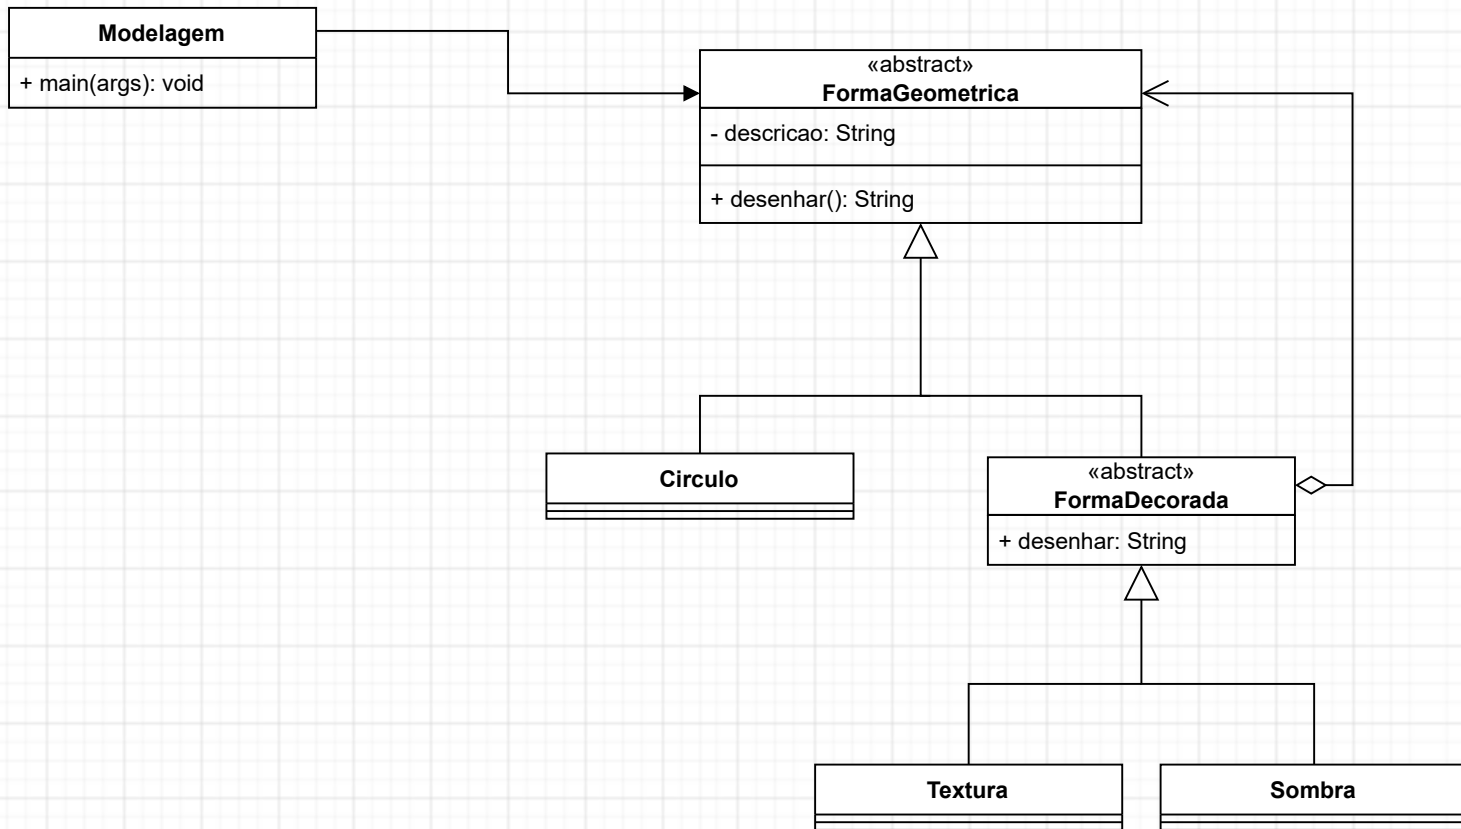 Modelagem
+ main(args): void
«abstract»
FormaGeometrica
- descricao: String
+ desenhar(): String
Circulo
«abstract»
FormaDecorada
+ desenhar: String
Textura
Sombra